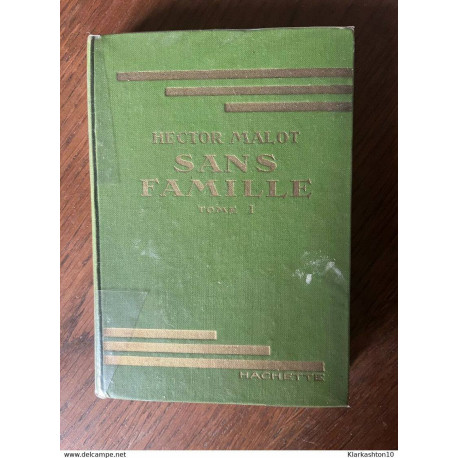 HECTOR MALOT
SANS
FAMILLE
TOME I
HACHETTE
www.delcampe.net
Klarkashton10